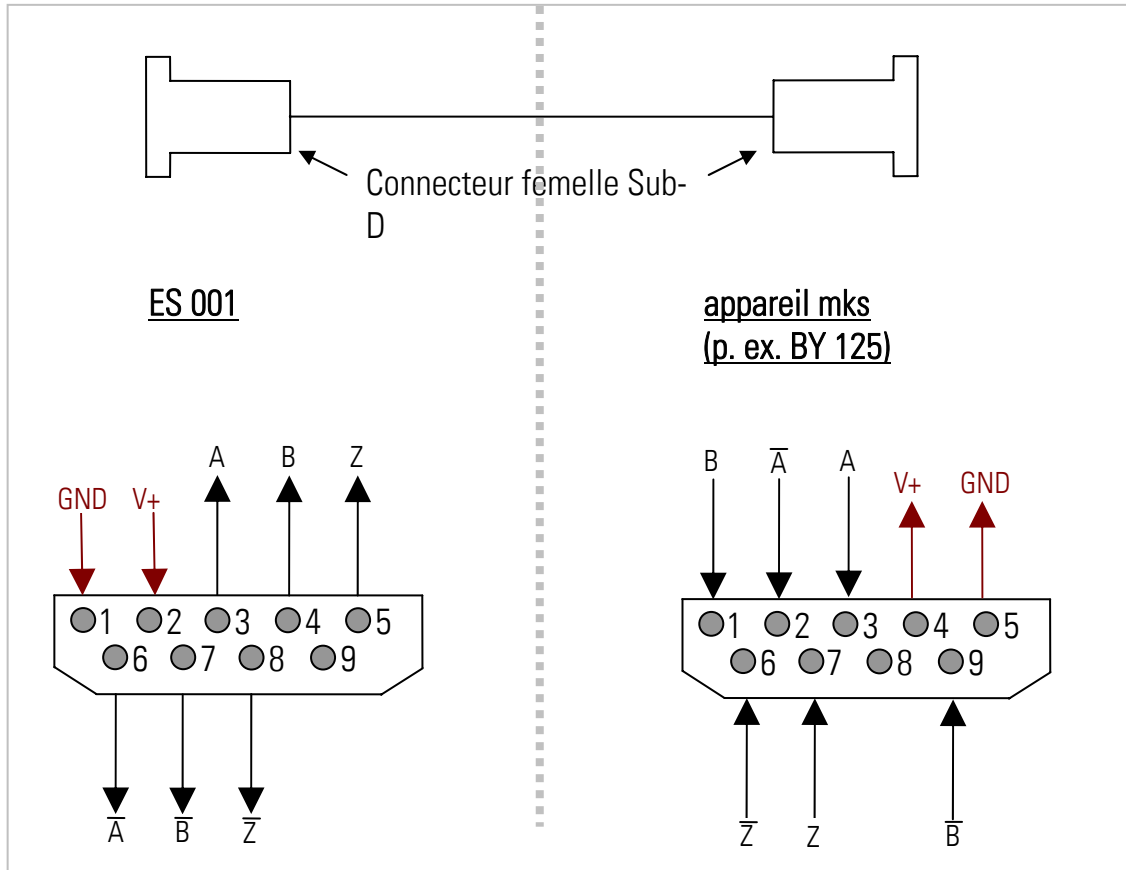 Connecteur femelle Sub-
D
ES 001
appareil mks
(p. ex. BY 125)
GND V+ A B Z
1 2 3 4 5
6 7 8 9
A̅ B̅ Z̅
B A̅ A V+ GND
1 2 3 4 5
6 7 8 9
Z̅ Z B̅